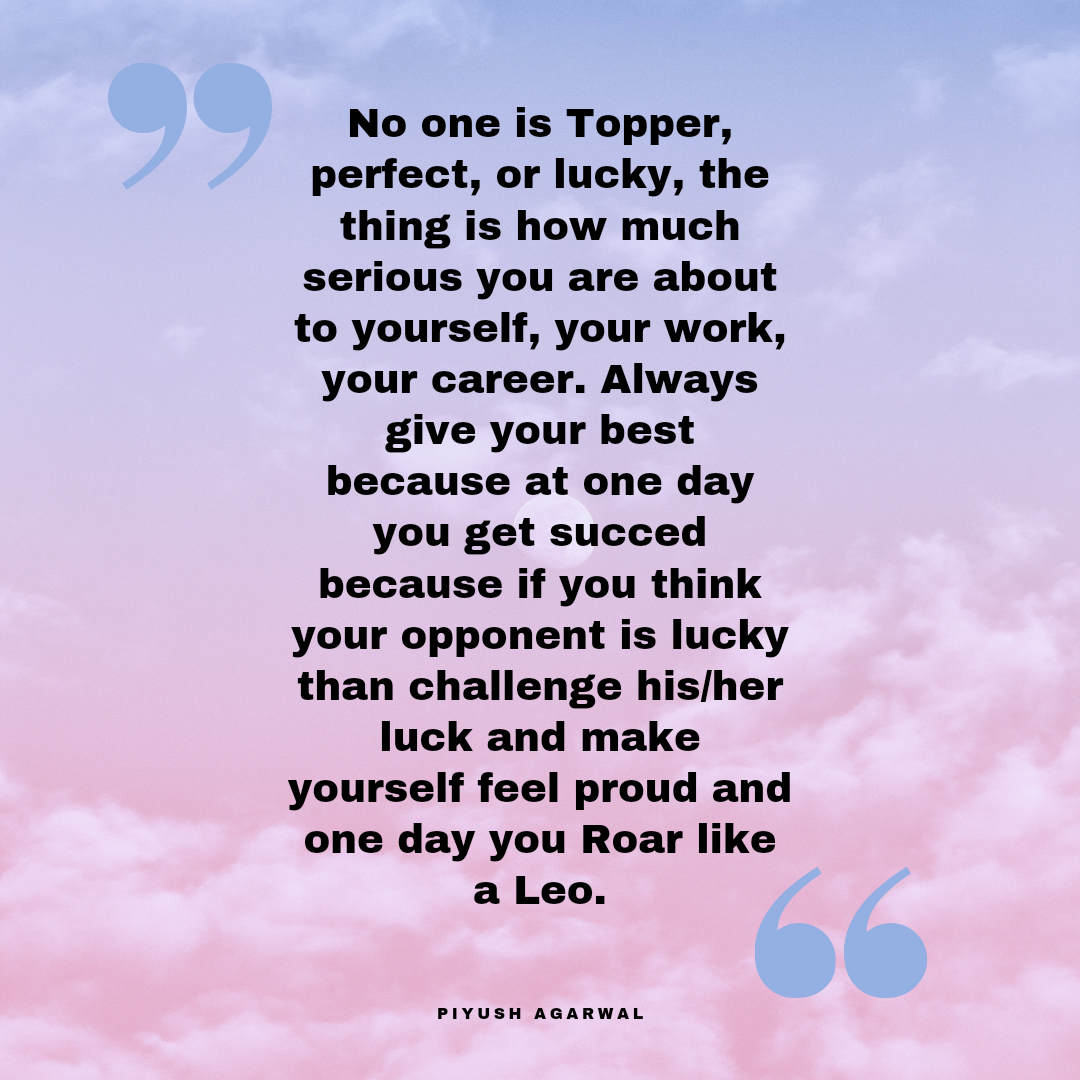 No one is Topper,
perfect, or lucky, the
thing is how much
serious you are about
to yourself, your work,
your career. Always
give your best
because at one day
you get succed
because if you think
your opponent is lucky
than challenge his/her
luck and make
yourself feel proud and
one day you Roar like
a Leo.
PIYUSH AGARWAL